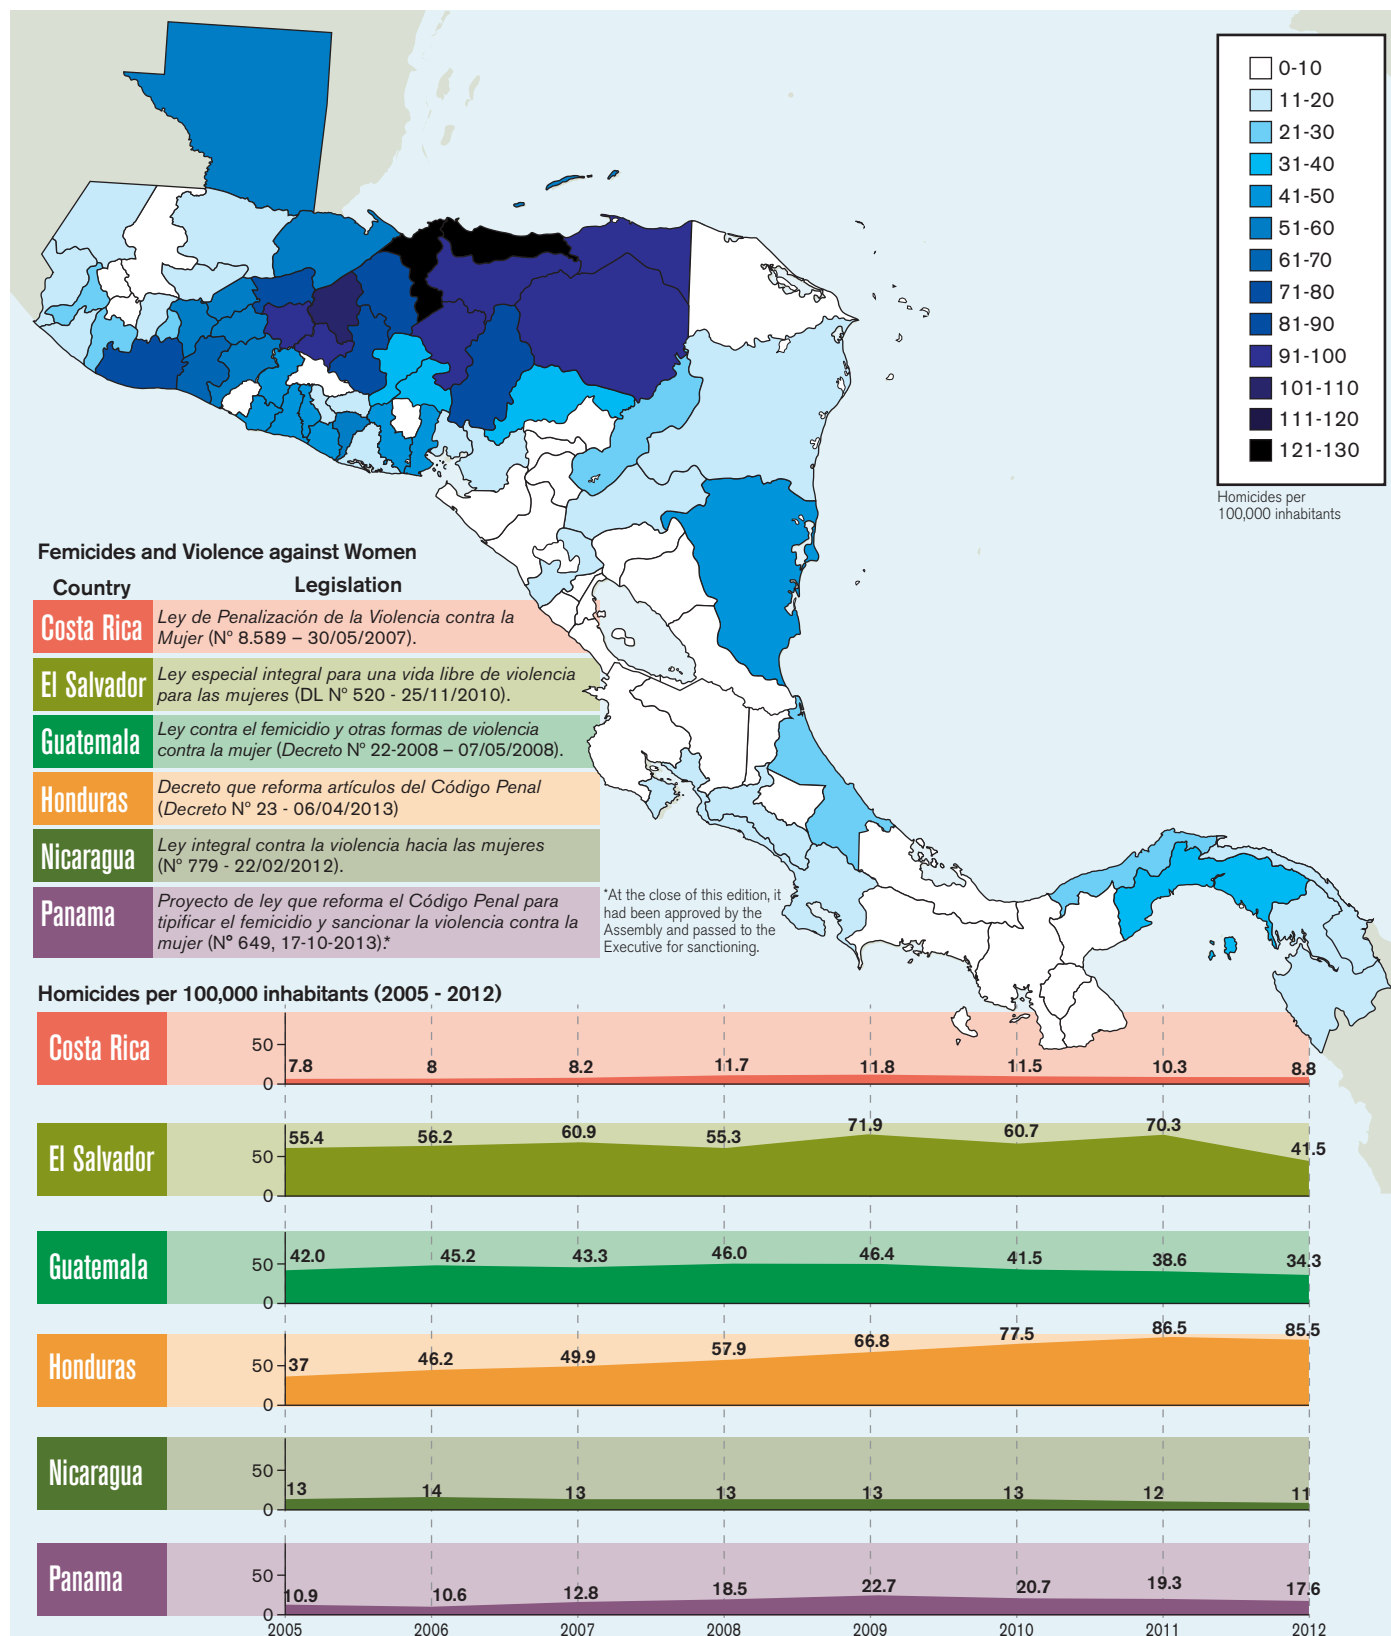 0-10
11-20
21-30
31-40
41-50
51-60
61-70
71-80
81-90
91-100
101-110
111-120
121-130
Homicides per
100,000 inhabitants
Femicides and Violence against Women
Country
Legislation
Costa Rica
Ley de Penalización de la Violencia contra la
Mujer (N° 8.589 – 30/05/2007).
El Salvador
Ley especial integral para una vida libre de violencia
para las mujeres (DL N° 520 - 25/11/2010).
Guatemala
Ley contra el femicidio y otras formas de violencia
contra la mujer (Decreto N° 22-2008 – 07/05/2008).
Honduras
Decreto que reforma artículos del Código Penal
(Decreto N° 23 - 06/04/2013)
Nicaragua
Ley integral contra la violencia hacia las mujeres
(N° 779 - 22/02/2012).
Panama
Proyecto de ley que reforma el Código Penal para
tipificar el femicidio y sancionar la violencia contra la
mujer (N° 649, 17-10-2013).*
*At the close of this edition, it
had been approved by the
Assembly and passed to the
Executive for sanctioning.
Homicides per 100,000 inhabitants (2005 - 2012)
Costa Rica
50
0
7.8 8 8.2 11.7 11.8 11.5 10.3 8.8
El Salvador
50
0
55.4 56.2 60.9 55.3 71.9 60.7 70.3 41.5
Guatemala
50
0
42.0 45.2 43.3 46.0 46.4 41.5 38.6 34.3
Honduras
50
0
37 46.2 49.9 57.9 66.8 77.5 86.5 85.5
Nicaragua
50
0
13 14 13 13 13 13 12 11
Panama
50
0
10.9 10.6 12.8 18.5 22.7 20.7 19.3 17.6
2005 2006 2007 2008 2009 2010 2011 2012